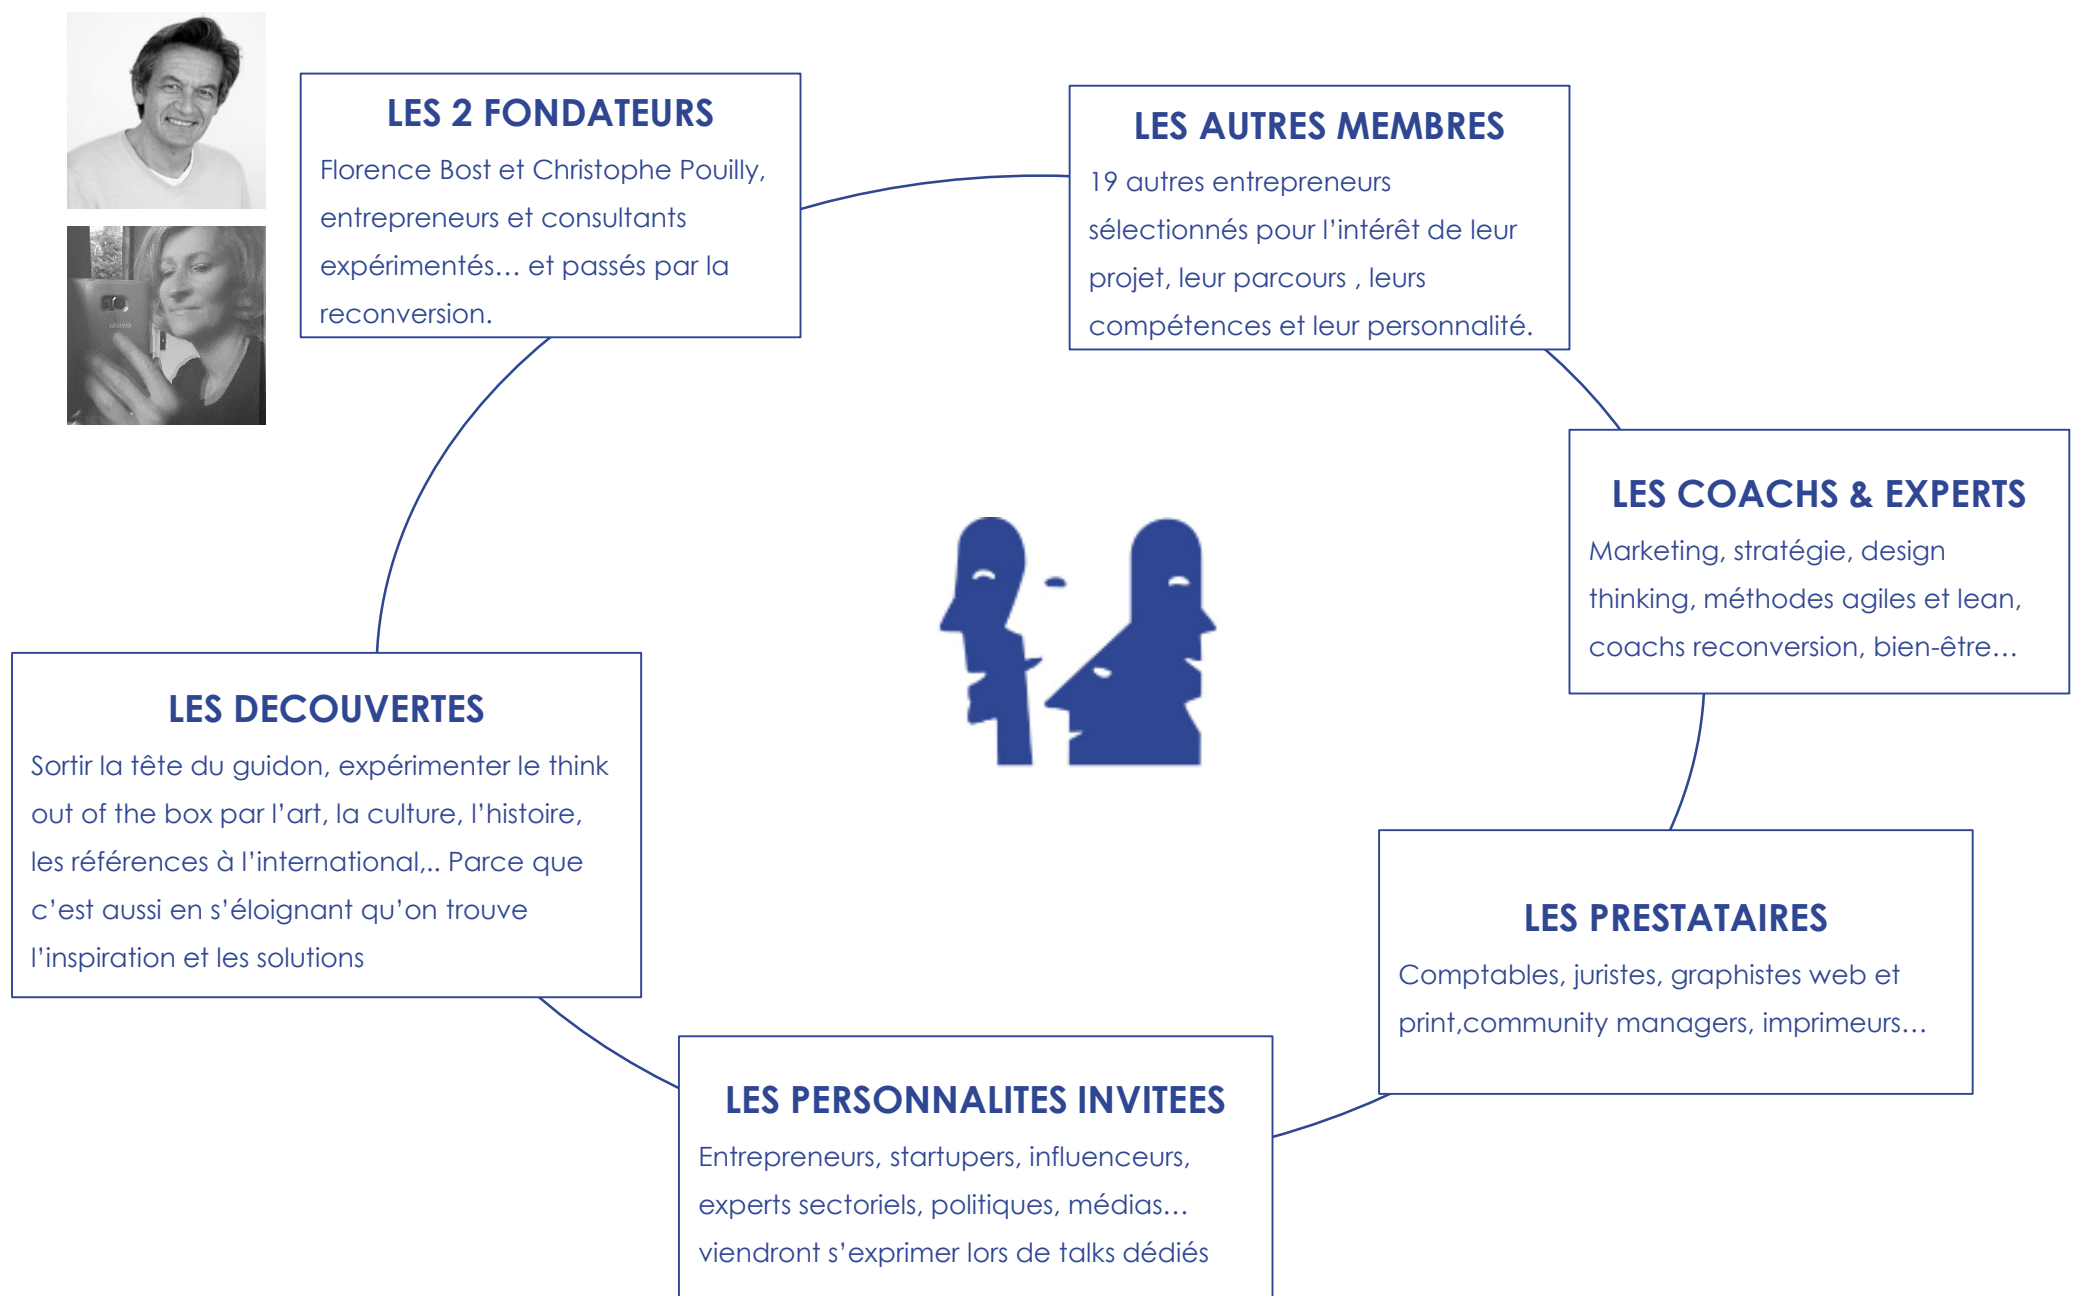 LES 2 FONDATEURS
Florence Bost et Christophe Pouilly,
entrepreneurs et consultants
expérimentés… et passés par la
reconversion.
LES AUTRES MEMBRES
19 autres entrepreneurs
sélectionnés pour l’intérêt de leur
projet, leur parcours , leurs
compétences et leur personnalité.
LES COACHS & EXPERTS
Marketing, stratégie, design
thinking, méthodes agiles et lean,
coachs reconversion, bien-être…
LES DECOUVERTES
Sortir la tête du guidon, expérimenter le think
out of the box par l’art, la culture, l’histoire,
les références à l’international,.. Parce que
c’est aussi en s’éloignant qu’on trouve
l’inspiration et les solutions
LES PRESTATAIRES
Comptables, juristes, graphistes web et
print,community managers, imprimeurs…
LES PERSONNALITES INVITEES
Entrepreneurs, startupers, influenceurs,
experts sectoriels, politiques, médias…
viendront s’exprimer lors de talks dédiés